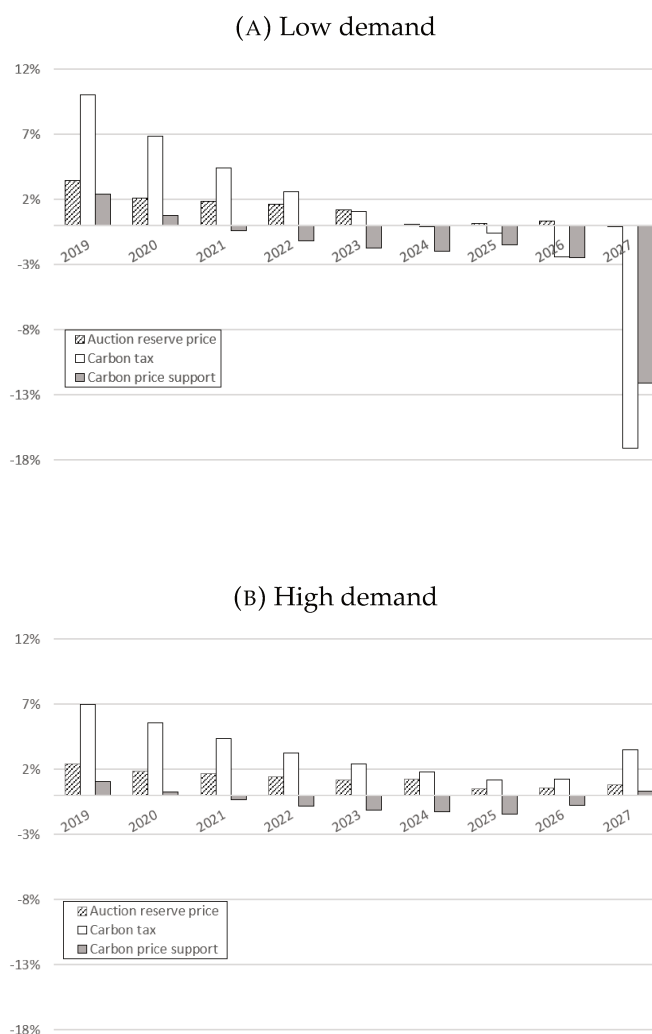 (A) Low demand
12%
7%
2%
-3%
-8%
-13%
-18%
2019 2020 2021 2022 2023 2024 2025 2026 2027
Auction reserve price
Carbon tax
Carbon price support
(B) High demand
12%
7%
2%
-3%
-8%
-13%
-18%
2019 2020 2021 2022 2023 2024 2025 2026 2027
Auction reserve price
Carbon tax
Carbon price support